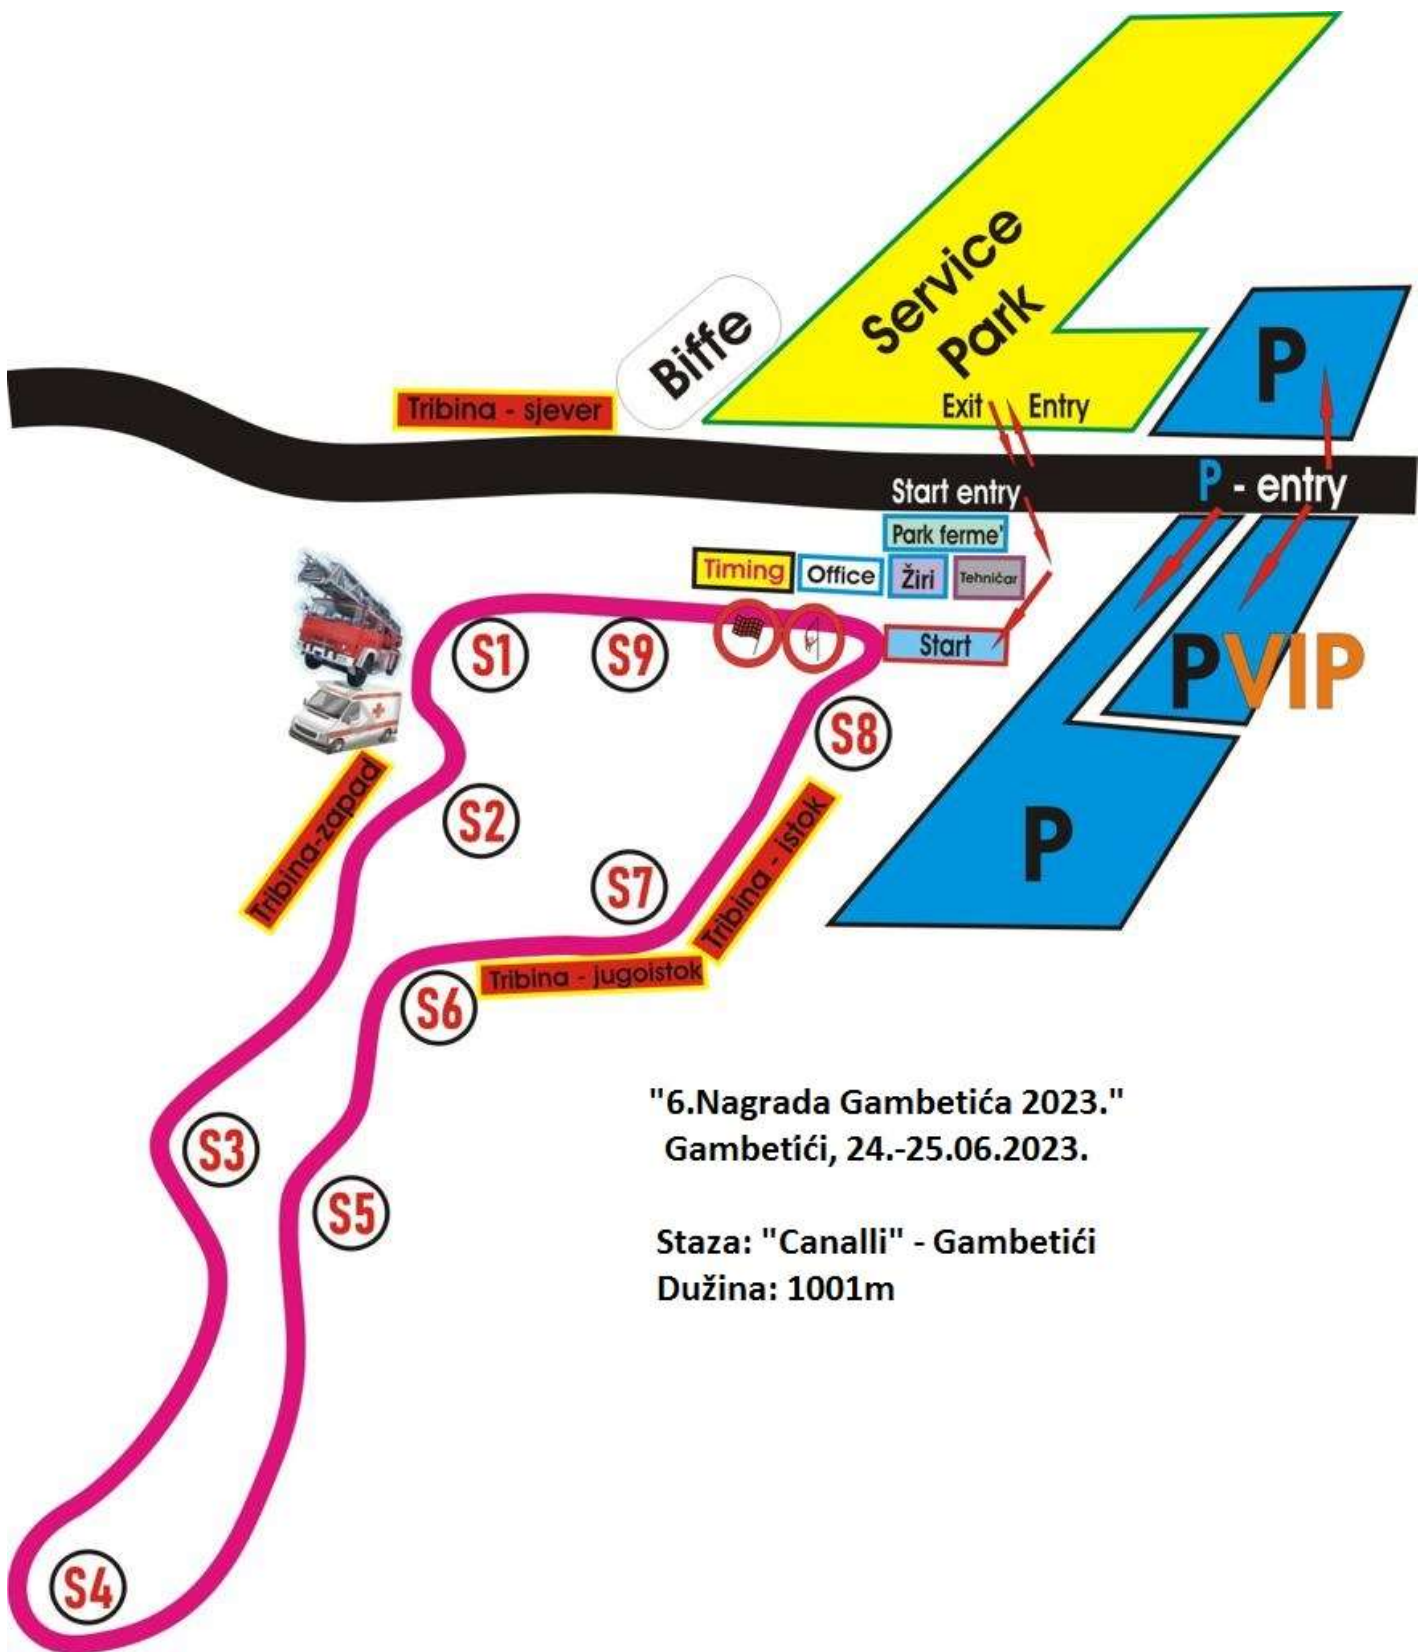 Service
Park
Biffe
P
Tribina - sjever
Exit
Entry
P - entry
Start entry
Park ferme'
Timing
Office
Žiri
Tehničar
Start
S1
S9
PVIP
S8
Tribina-zapad
S2
Tribina - istok
P
S7
Tribina - jugoistok
S6
"6.Nagrada Gambetića 2023."
Gambetići, 24.-25.06.2023.
S3
S5
Staza: "Canalli" - Gambetići
Dužina: 1001m
S4